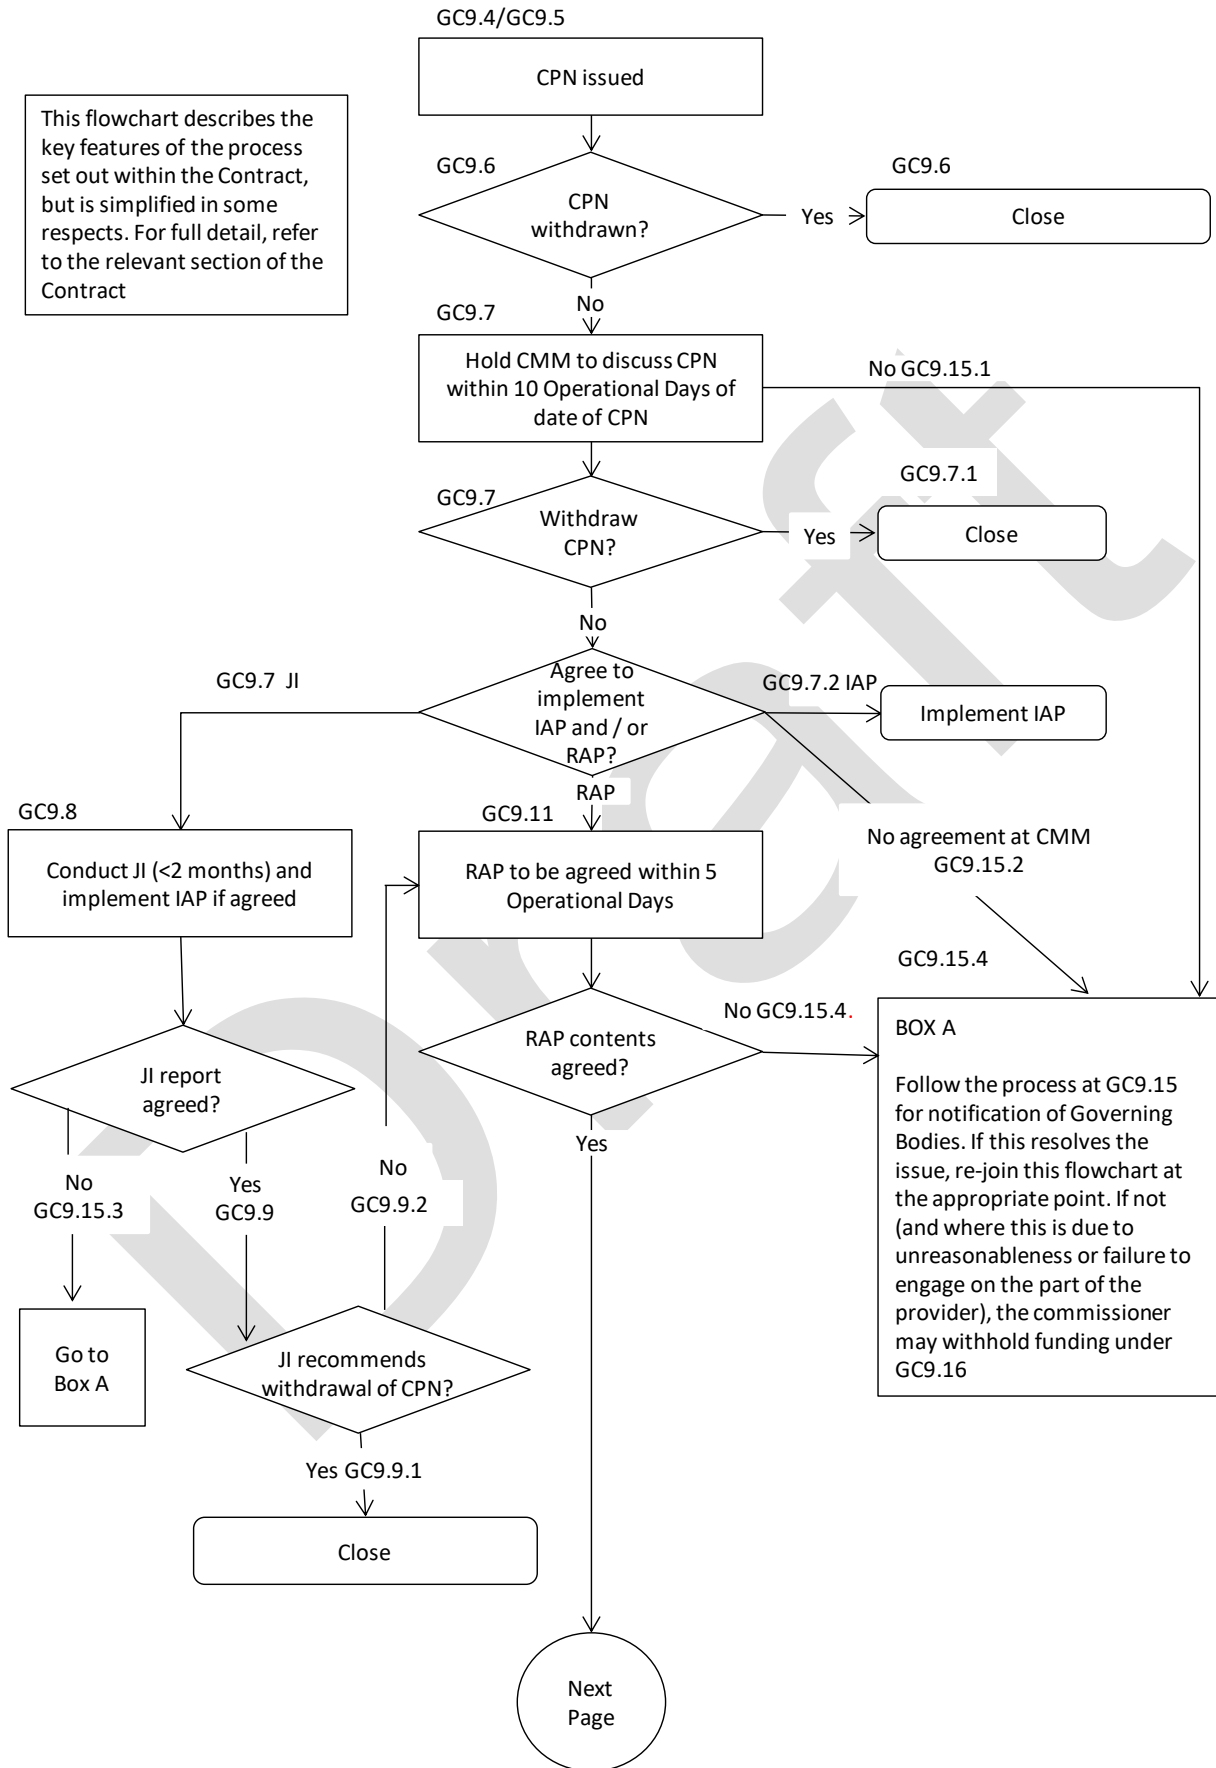 GC9.4/GC9.5
CPN issued
This flowchart describes the
key features of the process
set out within the Contract,
but is simplified in some
respects. For full detail, refer
to the relevant section of the
Contract
GC9.6
CPN
withdrawn?
Yes
GC9.6
Close
No
GC9.7
Hold CMM to discuss CPN
within 10 Operational Days of
date of CPN
No GC9.15.1
GC9.7
Withdraw
CPN?
Yes
GC9.7.1
Close
No
GC9.7 JI
Agree to
implement
IAP and / or
RAP?
GC9.7.2 IAP
Implement IAP
RAP
GC9.8
Conduct JI (<2 months) and
implement IAP if agreed
GC9.11
RAP to be agreed within 5
Operational Days
No agreement at CMM
GC9.15.2
GC9.15.4
JI report
agreed?
RAP contents
agreed?
No GC9.15.4.
BOX A
Follow the process at GC9.15
for notification of Governing
Bodies. If this resolves the
issue, re-join this flowchart at
the appropriate point. If not
(and where this is due to
unreasonableness or failure to
engage on the part of the
provider), the commissioner
may withhold funding under
GC9.16
Yes
No
GC9.15.3
Yes
GC9.9
No
GC9.9.2
Go to
Box A
JI recommends
withdrawal of CPN?
Yes GC9.9.1
Close
Next
Page
Draft